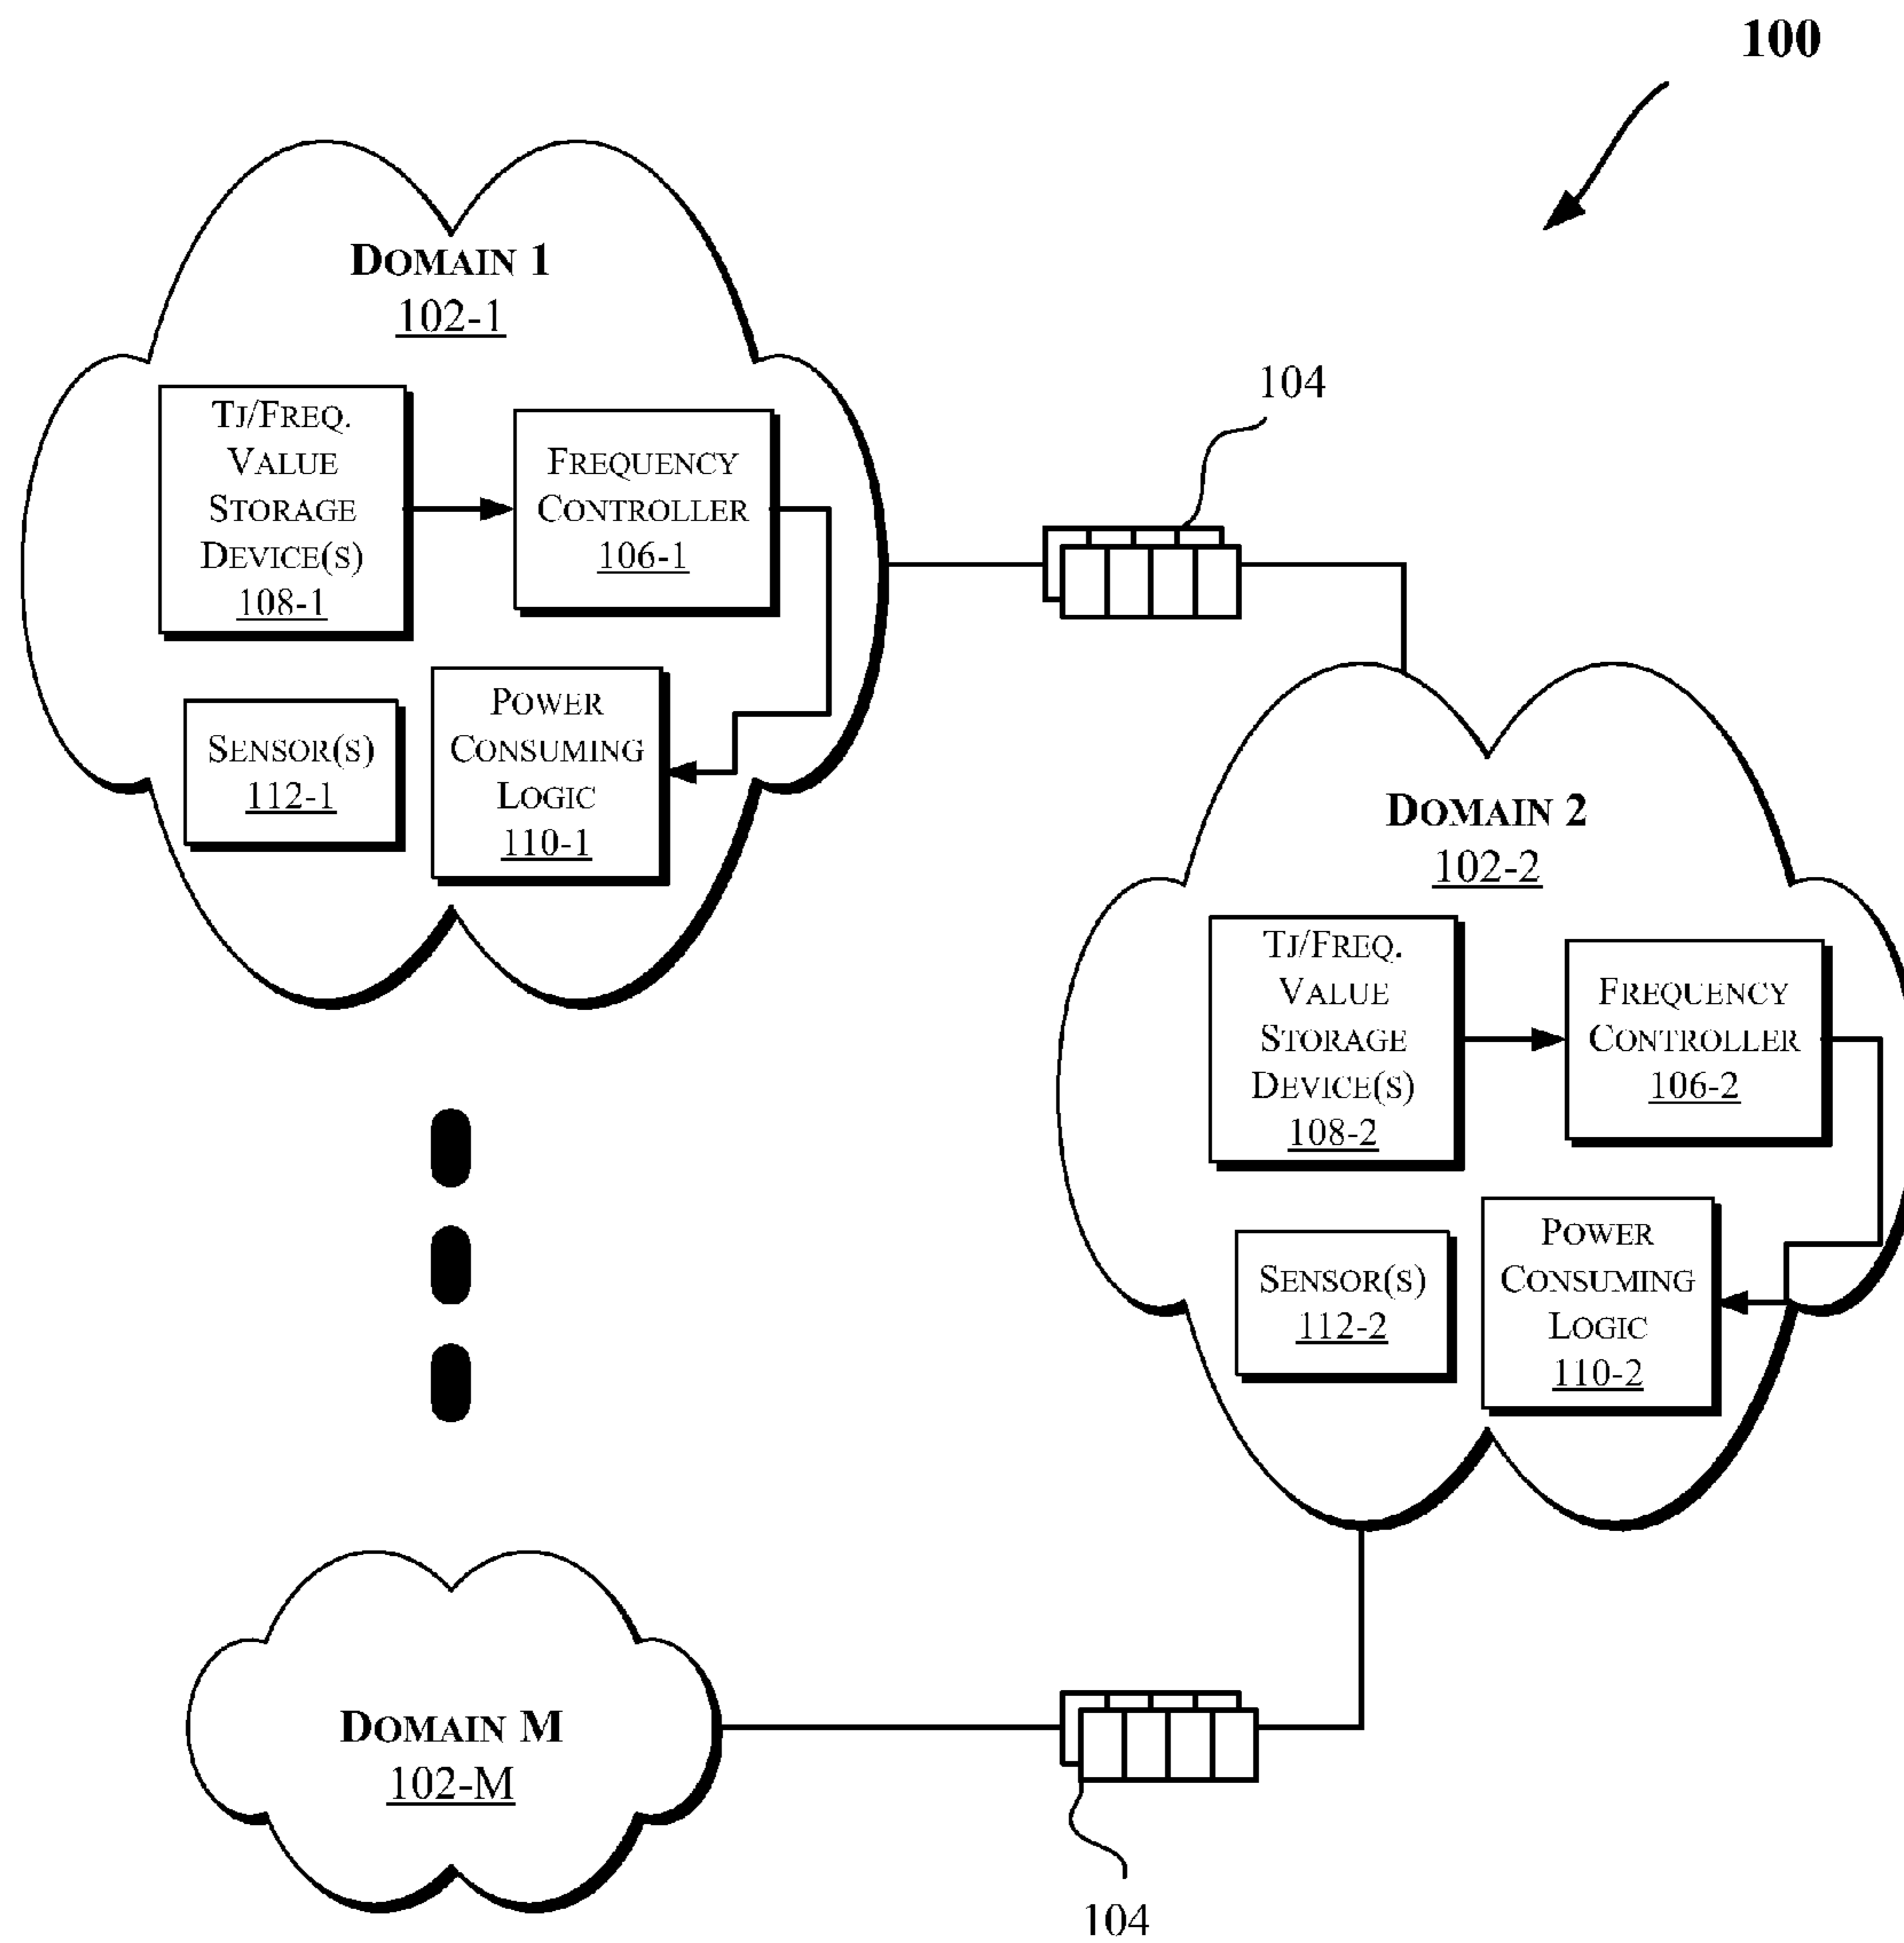 100
DOMAIN 1
102-1
TJ/FREQ.
VALUE
STORAGE
DEVICE(S)
108-1
FREQUENCY
CONTROLLER
106-1
SENSOR(S)
112-1
POWER
CONSUMING
LOGIC
110-1
104
DOMAIN 2
102-2
TJ/FREQ.
VALUE
STORAGE
DEVICE(S)
108-2
FREQUENCY
CONTROLLER
106-2
SENSOR(S)
112-2
POWER
CONSUMING
LOGIC
110-2
DOMAIN M
102-M
104